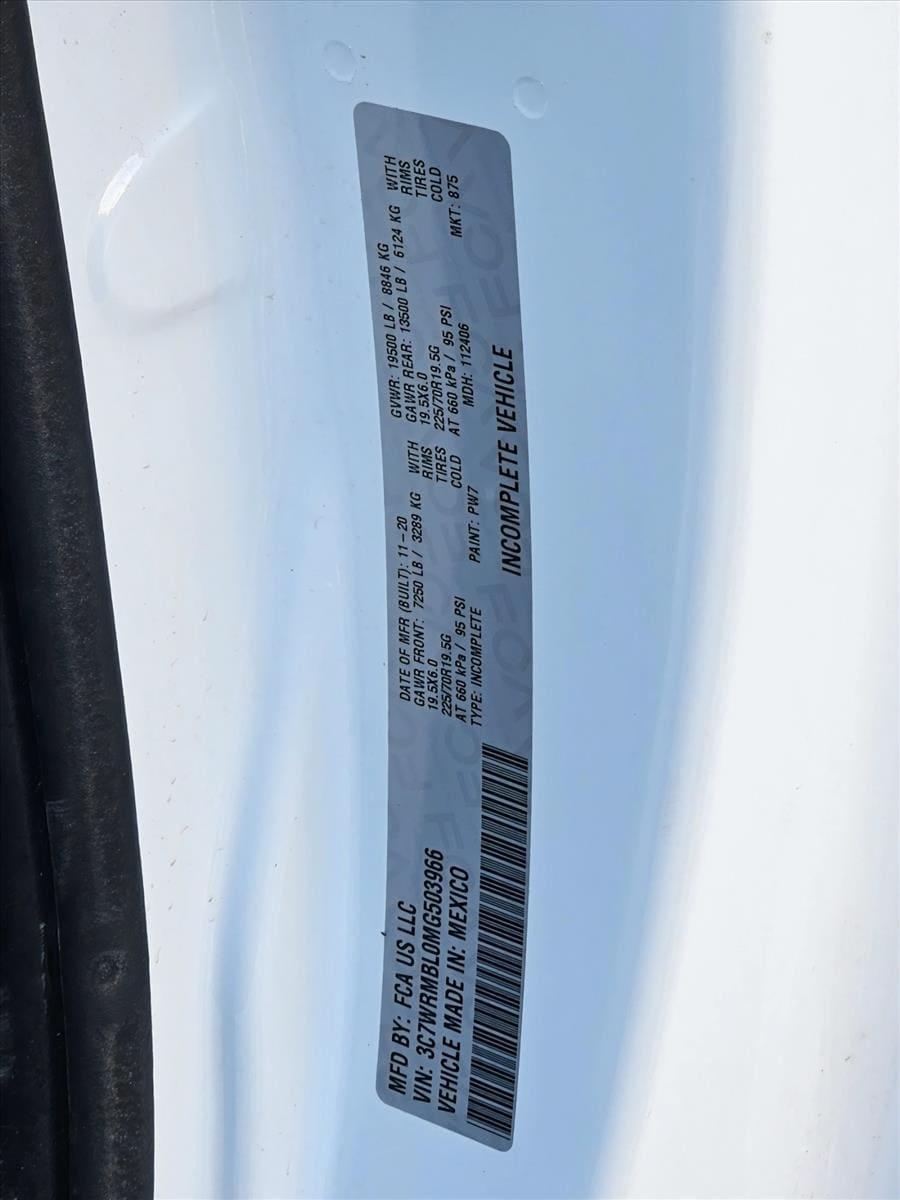 MFD BY: FCA US LLC
VIN: 3C7WRMBL0MG503966
VEHICLE MADE IN: MEXICO
DATE OF MFR (BUILT): 11-20
GVWR: 19500 LB / 8846 KG
GAWR FRONT: 7250 LB / 3289 KG WITH
GAWR REAR: 13500 LB / 6124 KG WITH
19.5X6.0 RIMS
19.5X6.0 RIMS
225/70R19.5G TIRES
225/70R19.5G TIRES
AT 660 kPa / 95 PSI COLD
AT 660 kPa / 95 PSI COLD
TYPE: INCOMPLETE PAINT: PW7 MDH: 112406 MKT: 875
INCOMPLETE VEHICLE